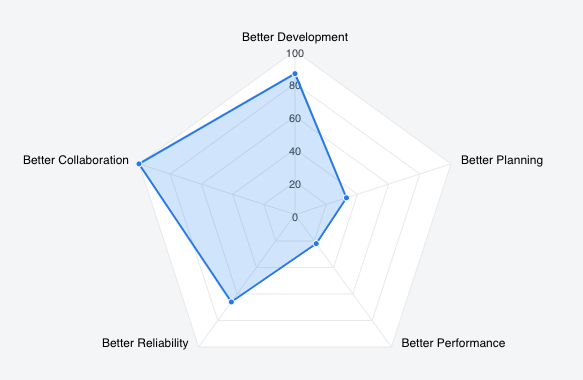 Better Development
100
80
60
40
20
0
Better Planning
Better Collaboration
Better Reliability
Better Performance